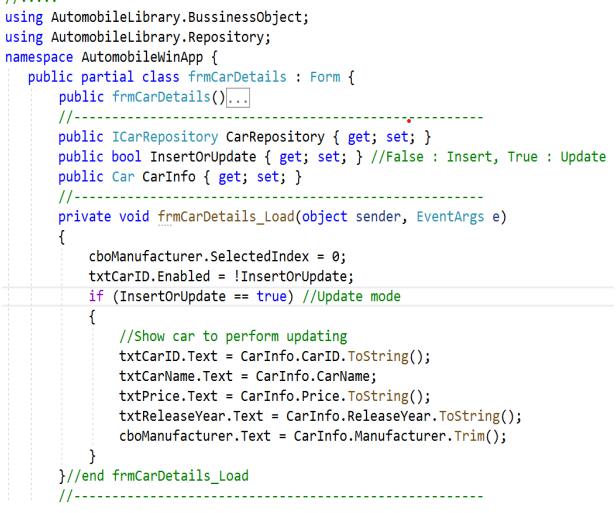 using AutomobileLibrary.BussinessObject;
using AutomobileLibrary.Repository;
namespace AutomobileWinApp {
public partial class frmCarDetails : Form {
public frmCarDetails()...
//------------------------------------------------------
public ICarRepository CarRepository { get; set; }
public bool InsertOrUpdate { get; set; } //False : Insert, True : Update
public Car CarInfo { get; set; }
//------------------------------------------------------
private void frmCarDetails_Load(object sender, EventArgs e)
{
cboManufacturer.SelectedIndex = 0;
txtCarID.Enabled = !InsertOrUpdate;
if (InsertOrUpdate == true) //Update mode
{
//Show car to perform updating
txtCarID.Text = CarInfo.CarID.ToString();
txtCarName.Text = CarInfo.CarName;
txtPrice.Text = CarInfo.Price.ToString();
txtReleaseYear.Text = CarInfo.ReleaseYear.ToString();
cboManufacturer.Text = CarInfo.Manufacturer.Trim();
}
}//end frmCarDetails_Load
//------------------------------------------------------